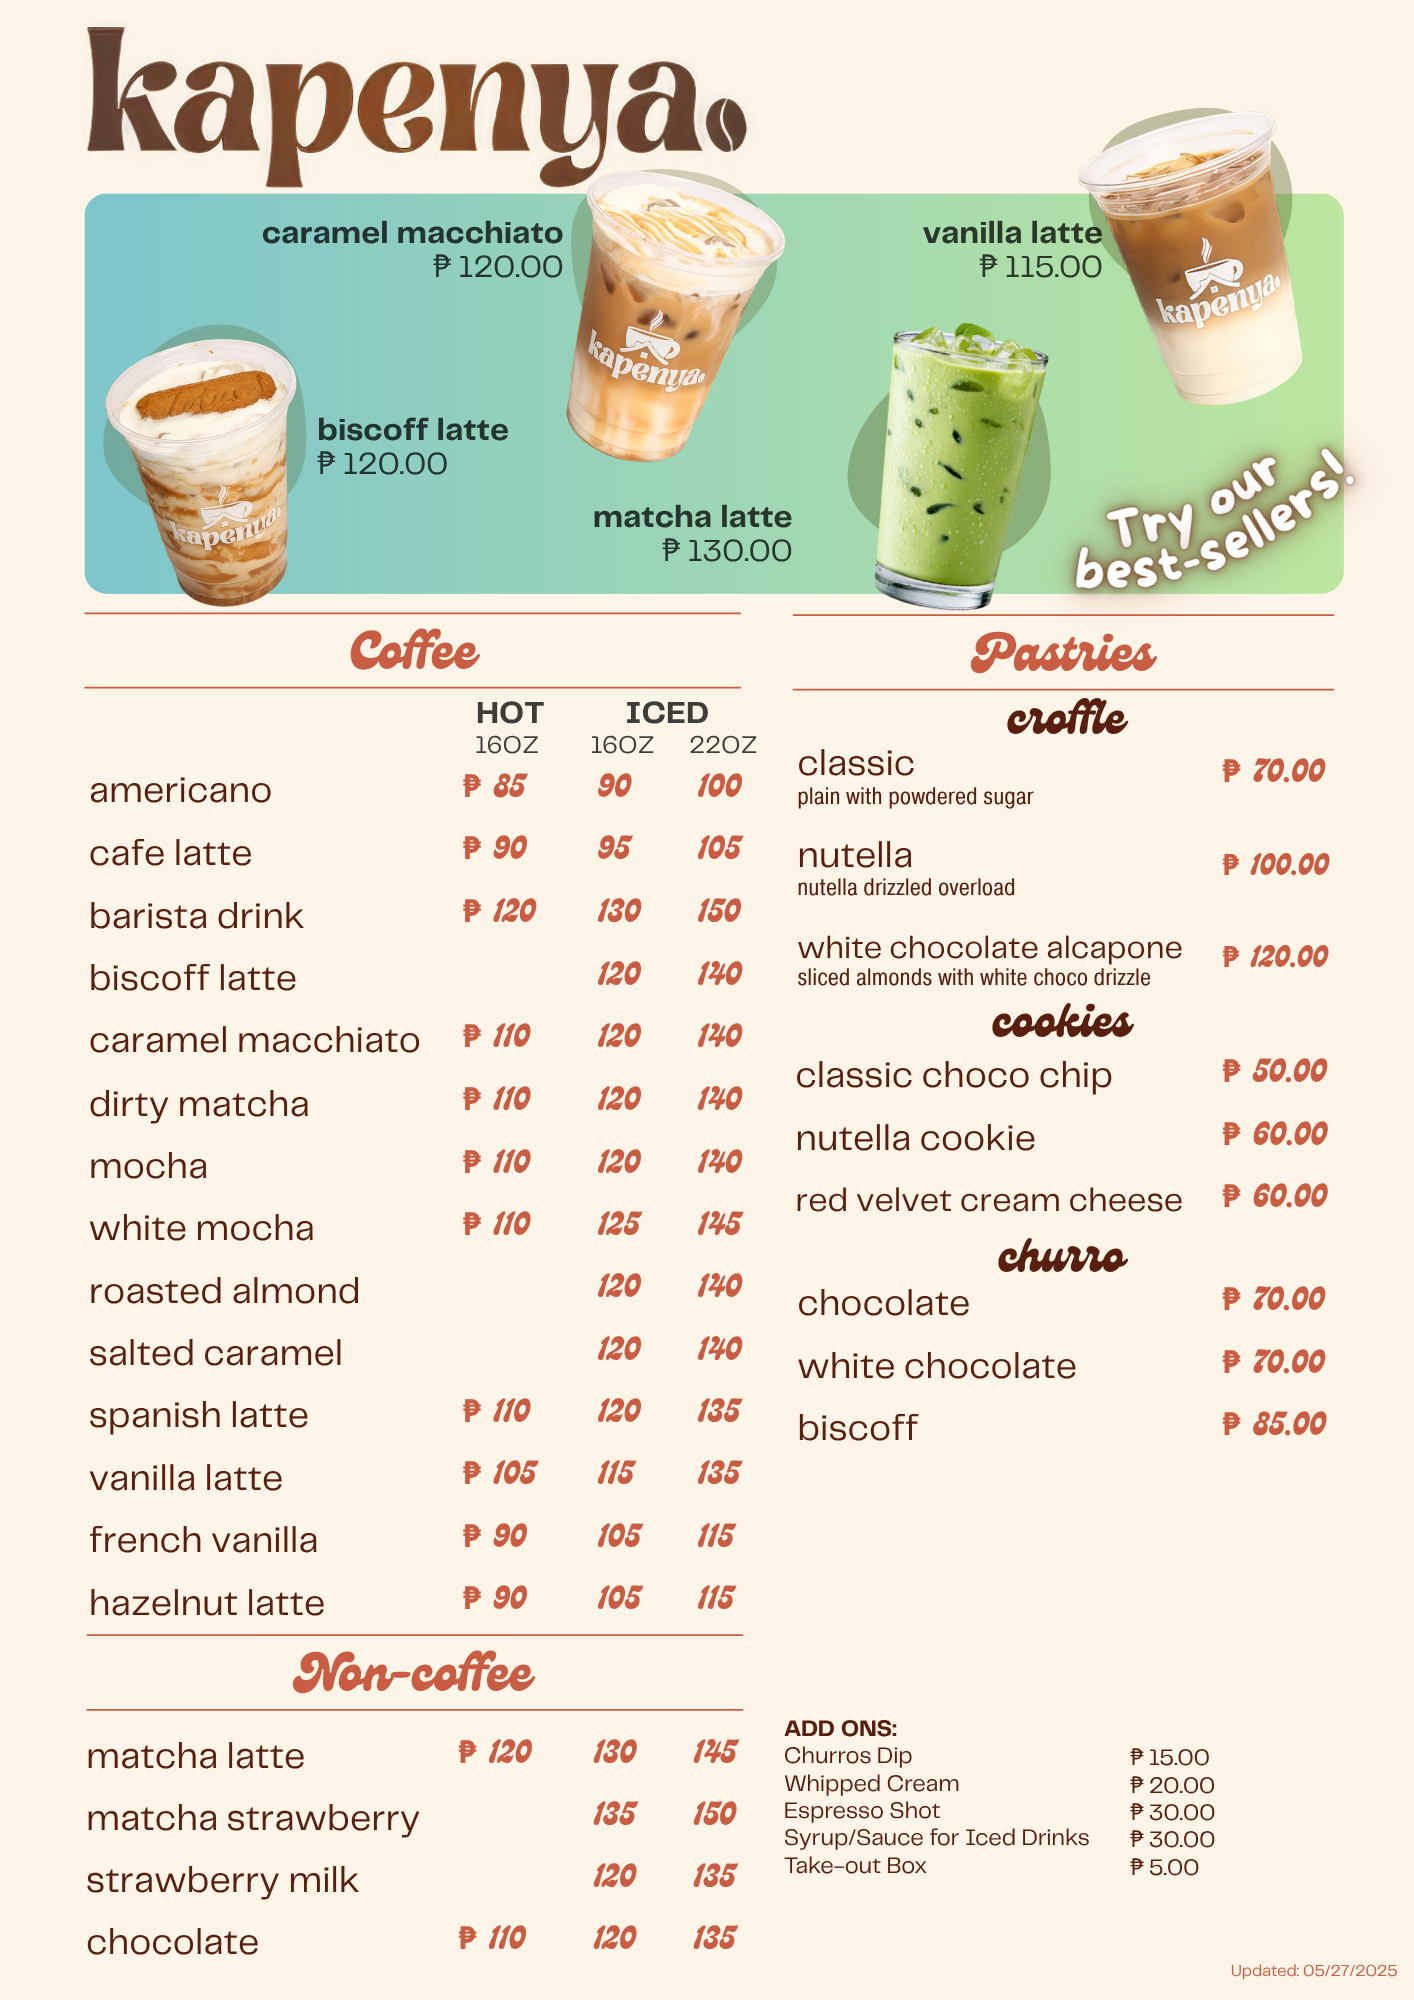 kapenya.
caramel macchiato
₱ 120.00
vanilla latte
₱ 115.00
kapenya.
kapenya.
biscoff latte
₱ 120.00
kapenya.
matcha latte
₱ 130.00
Try our
best-sellers!
Coffee
HOT ICED
16OZ 16OZ 22OZ
americano ₱ 85 90 100
cafe latte ₱ 90 95 105
barista drink ₱ 120 130 150
biscoff latte 120 140
caramel macchiato ₱ 110 120 140
dirty matcha ₱ 110 120 140
mocha ₱ 110 120 140
white mocha ₱ 110 125 145
roasted almond 120 140
salted caramel 120 140
spanish latte ₱ 110 120 135
vanilla latte ₱ 105 115 135
french vanilla ₱ 90 105 115
hazelnut latte ₱ 90 105 115
Non-coffee
matcha latte ₱ 120 130 145
matcha strawberry 135 150
strawberry milk 120 135
chocolate ₱ 110 120 135
Pastries
croffle
classic ₱ 70.00
plain with powdered sugar
nutella ₱ 100.00
nutella drizzled overload
white chocolate alcapone ₱ 120.00
sliced almonds with white choco drizzle
cookies
classic choco chip ₱ 50.00
nutella cookie ₱ 60.00
red velvet cream cheese ₱ 60.00
churro
chocolate ₱ 70.00
white chocolate ₱ 70.00
biscoff ₱ 85.00
ADD ONS:
Churros Dip ₱ 15.00
Whipped Cream ₱ 20.00
Espresso Shot ₱ 30.00
Syrup/Sauce for Iced Drinks ₱ 30.00
Take-out Box ₱ 5.00
Updated: 05/27/2025